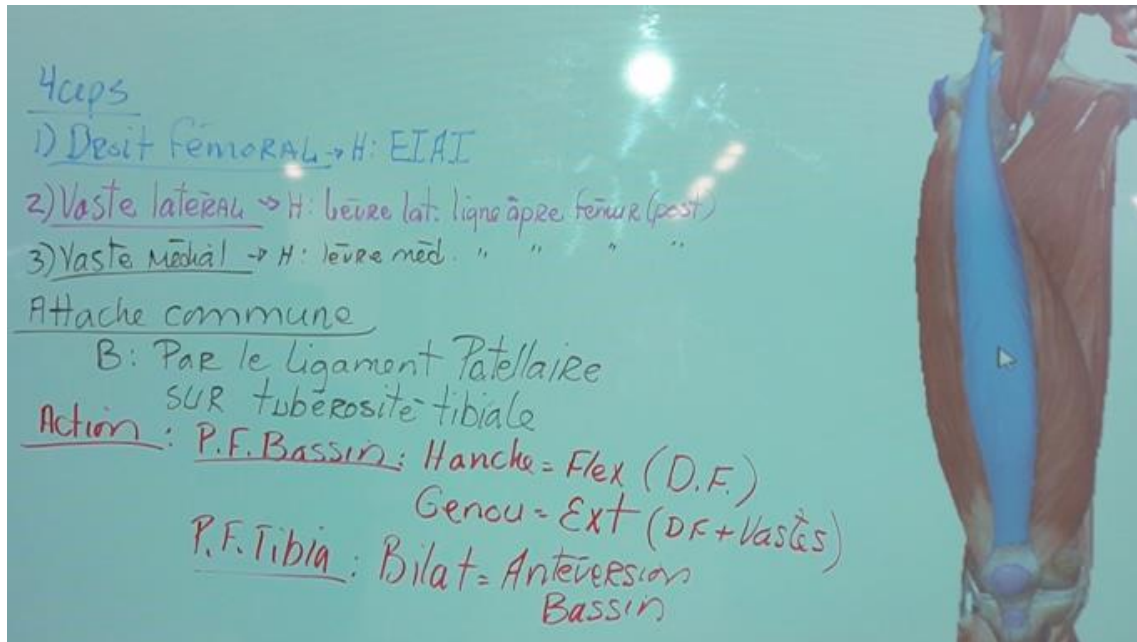 4ceps
1) Droit FémoRAL → H: EIAI
2) Vaste latéRAL → H: Lèvre lat. ligne âpre fémuR (post)
3) Vaste Médial → H: lèvre méd. " " " "
Attache commune
B: PaR le Ligament PatellaiRe
SUR tubérosité tibiale
Action : P.F. Bassin : Hanche = Flex (D.F.)
Genou = Ext (DF + Vastes)
P.F. Tibia : Bilat = AntéveRsion
Bassin